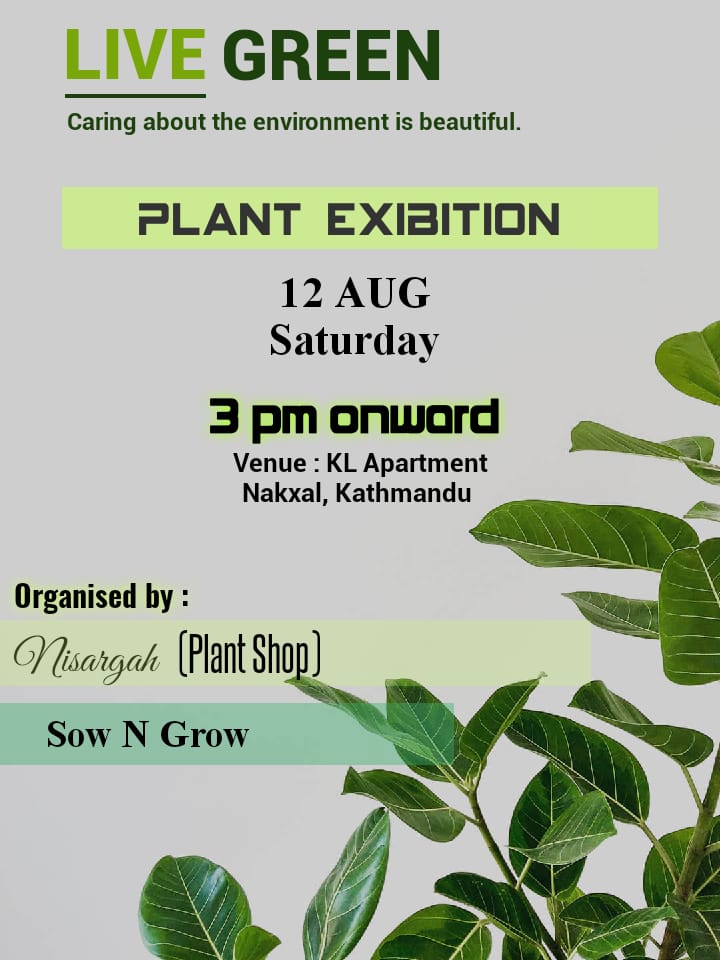 LIVE GREEN
Caring about the environment is beautiful.
PLANT EXIBITION
12 AUG
Saturday
3 pm onward
Venue : KL Apartment
Nakxal, Kathmandu
Organised by :
Nisargah (Plant Shop)
Sow N Grow